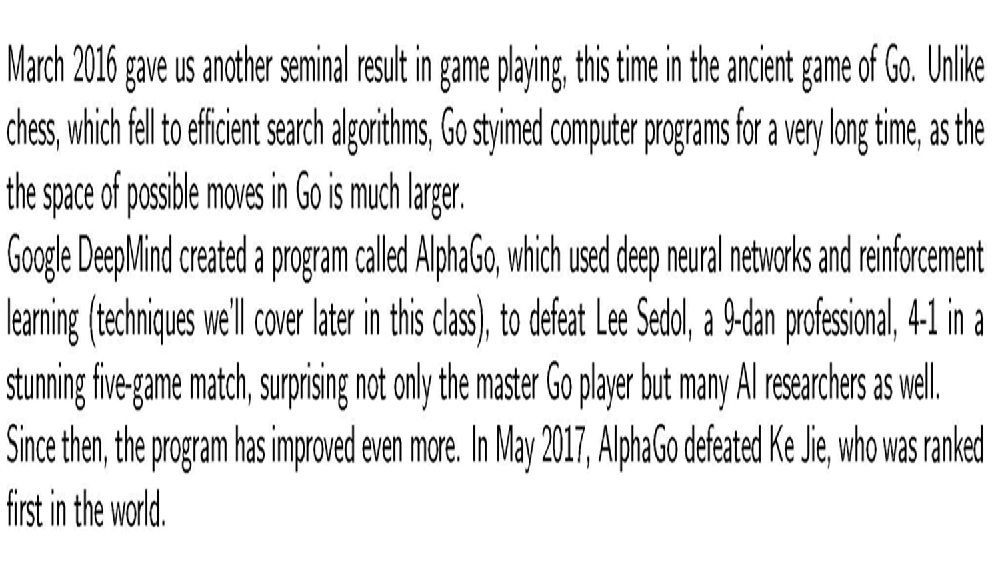 March 2016 gave us another seminal result in game playing, this time in the ancient game of Go. Unlike
chess, which fell to efficient search algorithms, Go styimed computer programs for a very long time, as the
the space of possible moves in Go is much larger.
Google DeepMind created a program called AlphaGo, which used deep neural networks and reinforcement
learning (techniques we'll cover later in this class), to defeat Lee Sedol, a 9-dan professional, 4-1 in a
stunning five-game match, surprising not only the master Go player but many AI researchers as well.
Since then, the program has improved even more. In May 2017, AlphaGo defeated Ke Jie, who was ranked
first in the world.